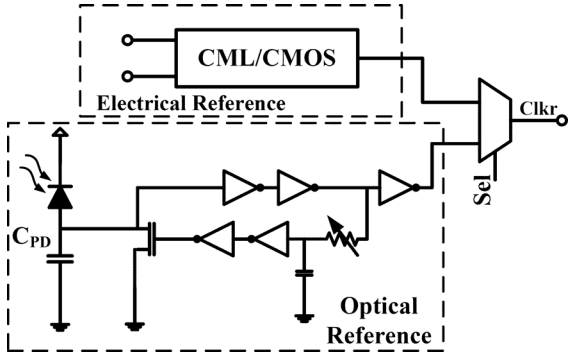 CML/CMOS
Electrical Reference
Clkr
Sel
CPD
Optical
Reference